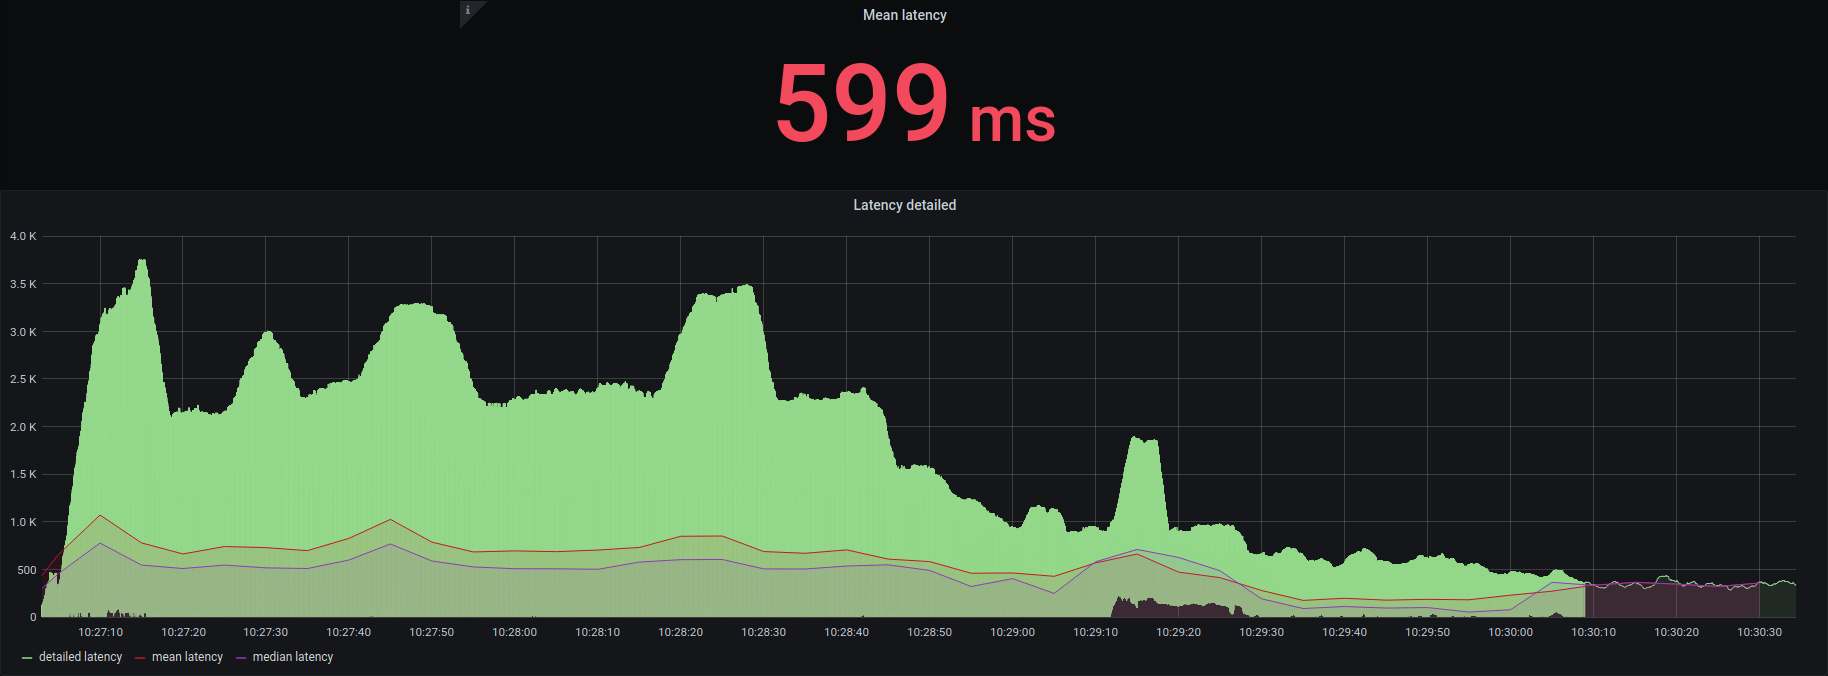 i
Mean latency
599 ms
Latency detailed
4.0 K
3.5 K
3.0 K
2.5 K
2.0 K
1.5 K
1.0 K
500
0
10:27:10 10:27:20 10:27:30 10:27:40 10:27:50 10:28:00 10:28:10 10:28:20 10:28:30 10:28:40 10:28:50 10:29:00 10:29:10 10:29:20 10:29:30 10:29:40 10:29:50 10:30:00 10:30:10 10:30:20 10:30:30
detailed latency mean latency median latency